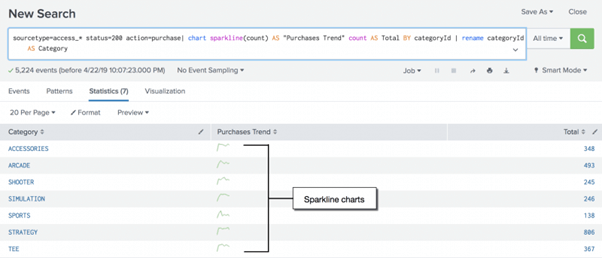 New Search
Save As Close
sourcetype=access_* status=200 action=purchase| chart sparkline(count) AS "Purchases Trend" count AS Total BY categoryId | rename categoryId
AS Category
All time
5,224 events (before 4/22/19 10:07:23.000 PM) No Event Sampling Job Smart Mode
Events Patterns Statistics (7) Visualization
20 Per Page Format Preview
Category Purchases Trend Total
ACCESSORIES 348
ARCADE 493
SHOOTER 245
SIMULATION 246
Sparkline charts
SPORTS 138
STRATEGY 806
TEE 367